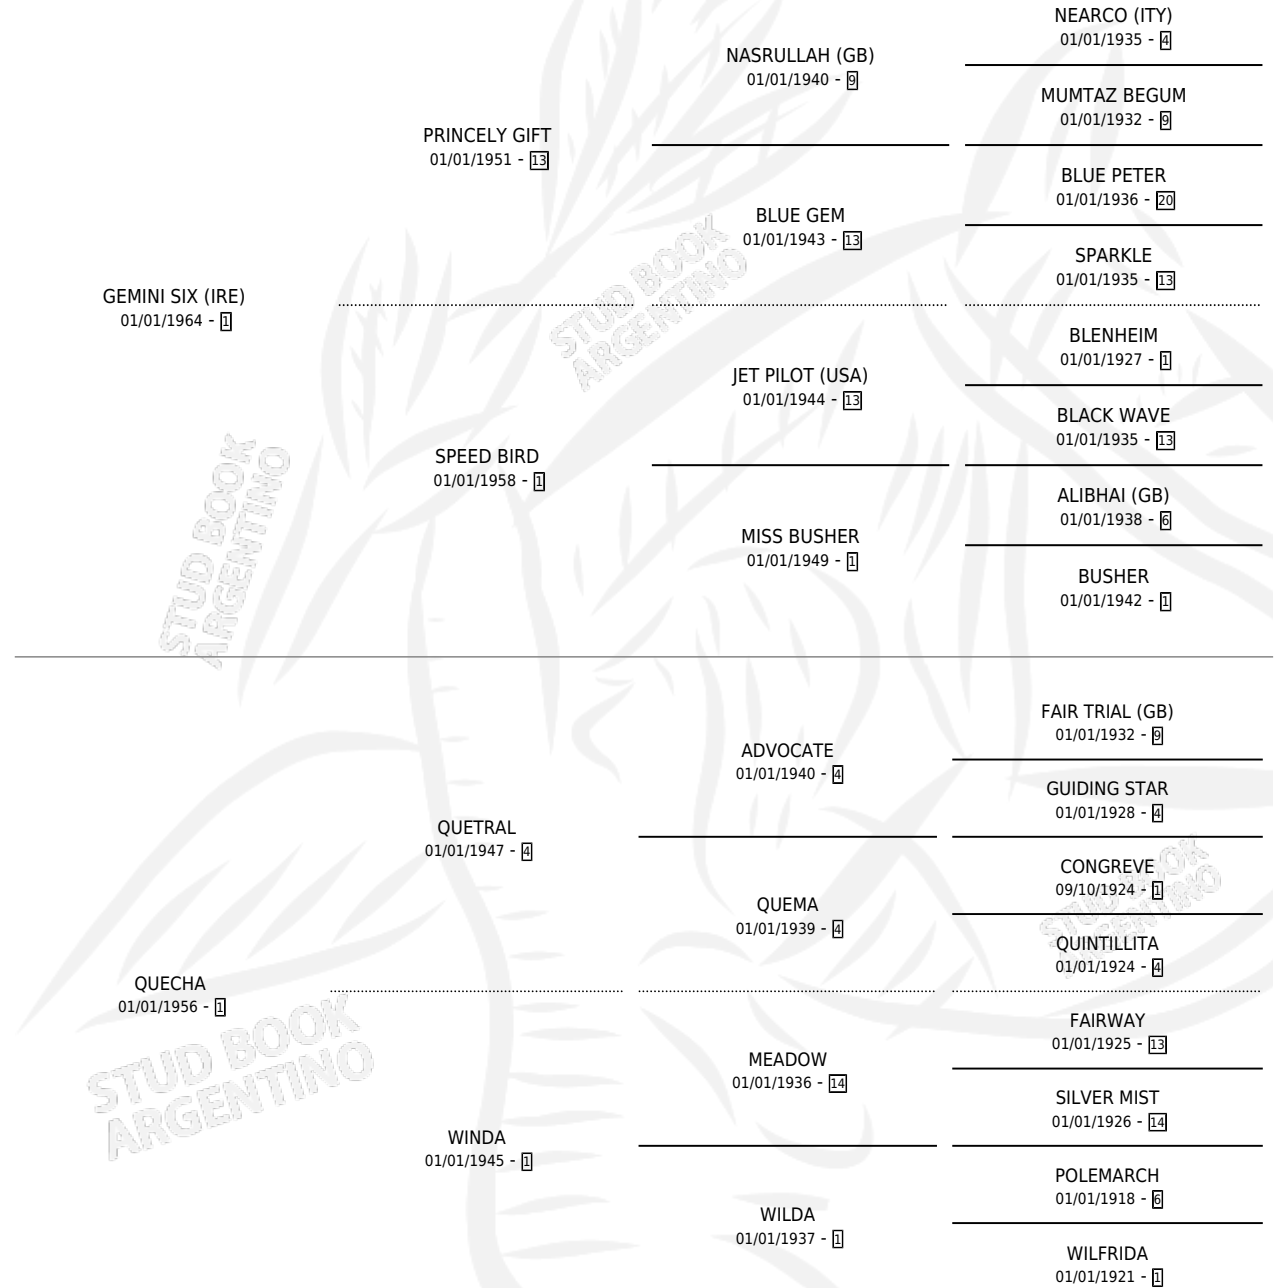 NEARCO (ITY)
01/01/1935 - 4
NASRULLAH (GB)
01/01/1940 - 9
MUMTAZ BEGUM
01/01/1932 - 9
PRINCELY GIFT
01/01/1951 - 13
BLUE PETER
01/01/1936 - 20
BLUE GEM
01/01/1943 - 13
SPARKLE
01/01/1935 - 13
GEMINI SIX (IRE)
01/01/1964 - 1
BLENHEIM
01/01/1927 - 1
JET PILOT (USA)
01/01/1944 - 13
BLACK WAVE
01/01/1935 - 13
SPEED BIRD
01/01/1958 - 1
ALIBHAI (GB)
01/01/1938 - 6
MISS BUSHER
01/01/1949 - 1
BUSHER
01/01/1942 - 1
FAIR TRIAL (GB)
01/01/1932 - 9
ADVOCATE
01/01/1940 - 4
GUIDING STAR
01/01/1928 - 4
QUETRAL
01/01/1947 - 4
CONGREVE
09/10/1924 - 1
QUEMA
01/01/1939 - 4
QUINTILLITA
01/01/1924 - 4
QUECHA
01/01/1956 - 1
FAIRWAY
01/01/1925 - 13
MEADOW
01/01/1936 - 14
SILVER MIST
01/01/1926 - 14
WINDA
01/01/1945 - 1
POLEMARCH
01/01/1918 - 6
WILDA
01/01/1937 - 1
WILFRIDA
01/01/1921 - 1
STUD BOOK
ARGENTINO
STUD BOOK
ARGENTINO
STUD BOOK
ARGENTINO
STUD BOOK
ARGENTINO